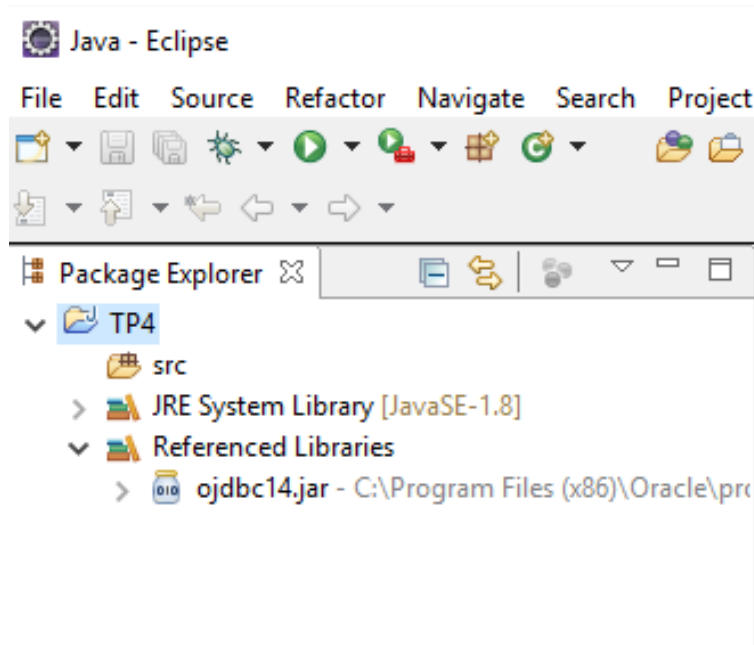 Java - Eclipse
File Edit Source Refactor Navigate Search Project
Package Explorer
TP4
src
JRE System Library [JavaSE-1.8]
Referenced Libraries
ojdbc14.jar - C:\Program Files (x86)\Oracle\pro